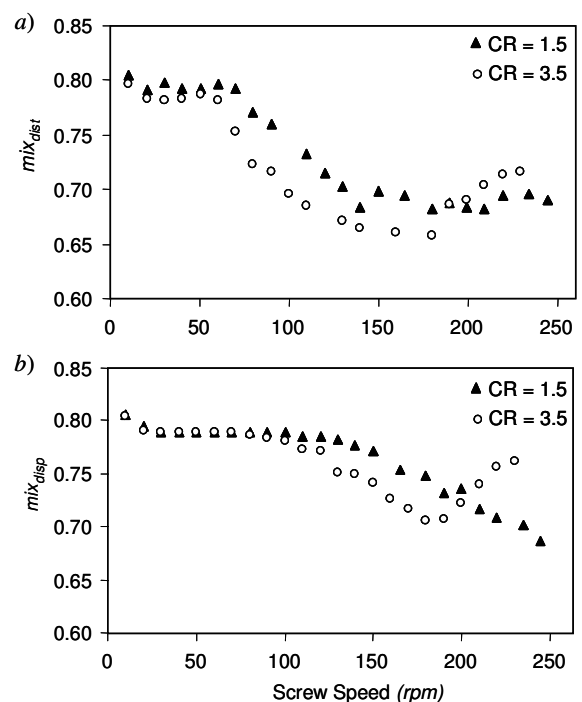 a)
0.85
▲ CR = 1.5
○ CR = 3.5
0.80
0.75
mix_dist
0.70
0.65
0.60
0 50 100 150 200 250
b)
0.85
▲ CR = 1.5
○ CR = 3.5
0.80
0.75
mix_disp
0.70
0.65
0.60
0 50 100 150 200 250
Screw Speed (rpm)